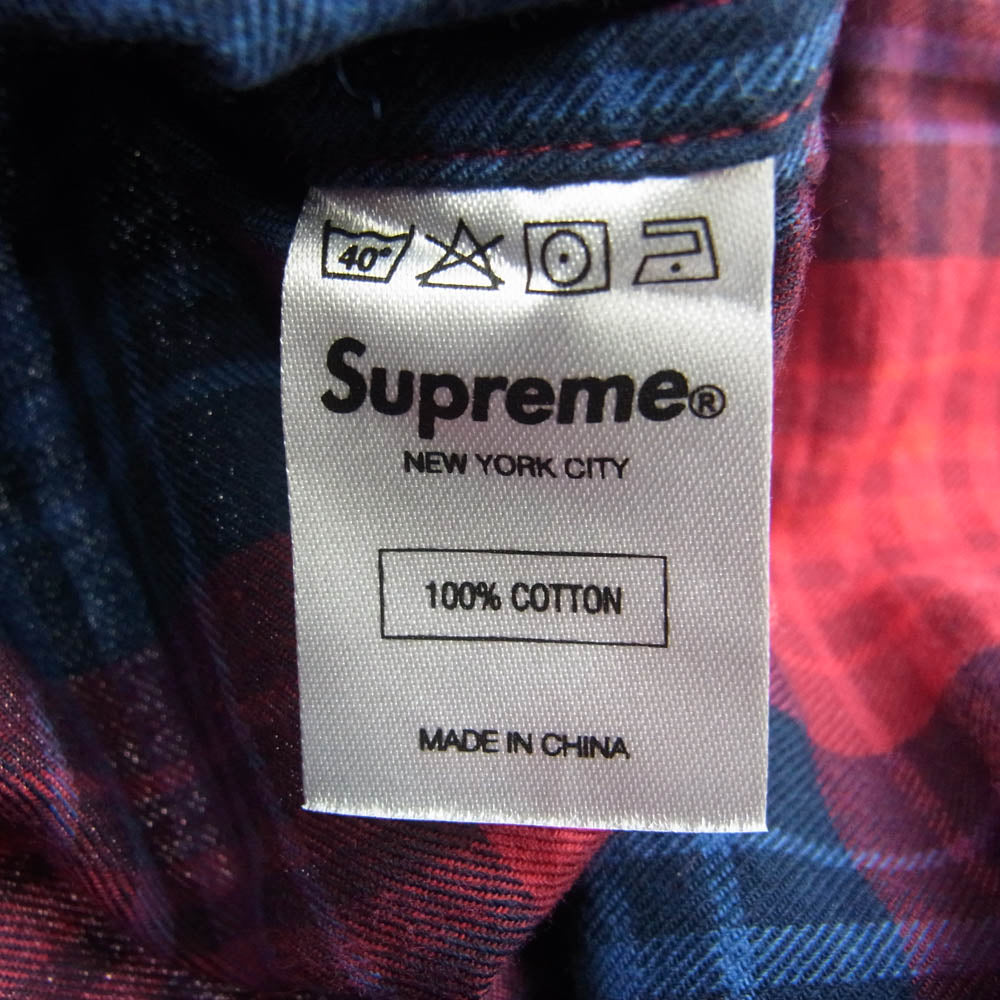 40°
Supreme®
NEW YORK CITY
100% COTTON
MADE IN CHINA